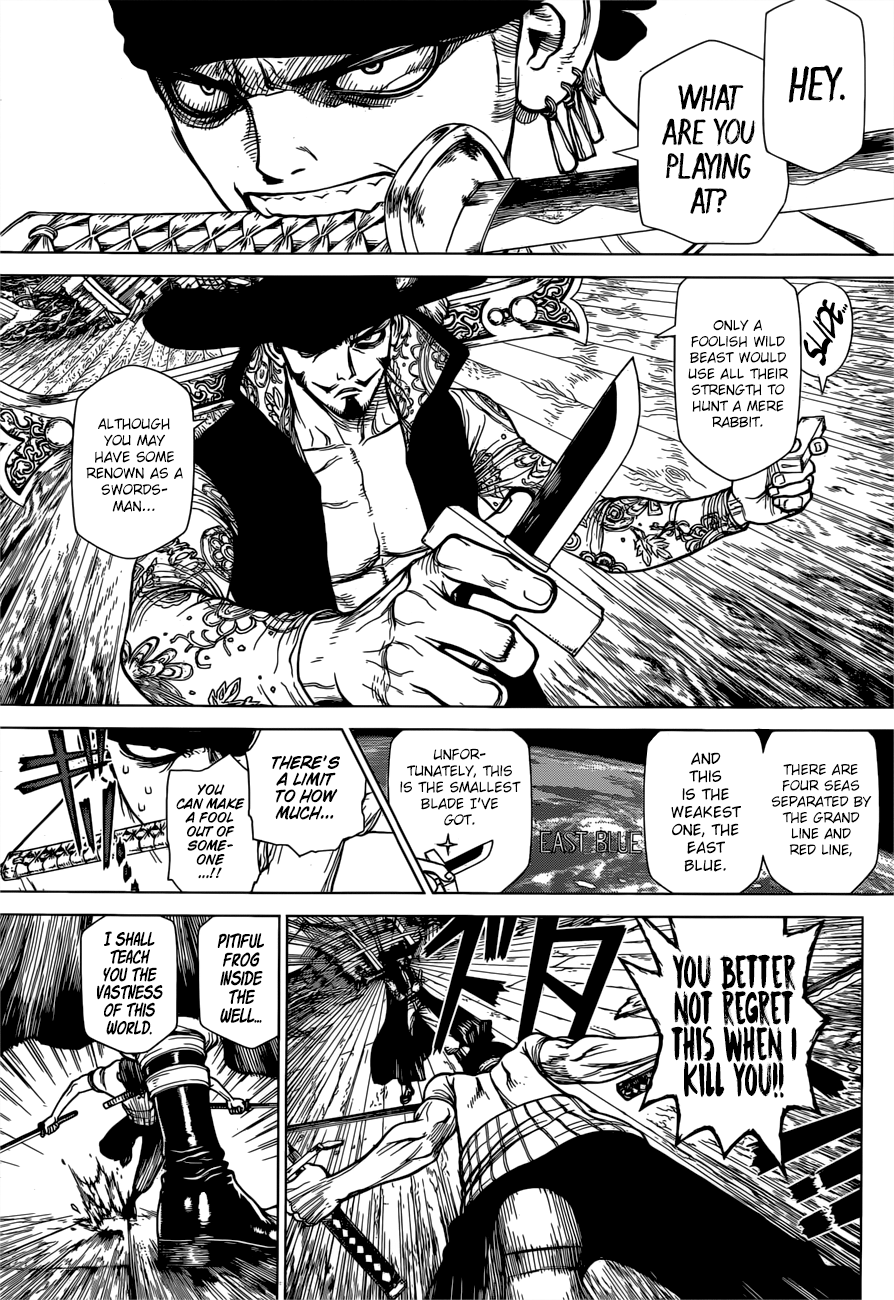 HEY.
WHAT
ARE YOU
PLAYING
AT?
SLIDE...
ONLY A
FOOLISH WILD
BEAST WOULD
USE ALL THEIR
STRENGTH TO
HUNT A MERE
RABBIT.
ALTHOUGH
YOU MAY
HAVE SOME
RENOWN AS A
SWORDS-
MAN...
THERE ARE
FOUR SEAS
SEPARATED BY
THE GRAND
LINE AND
RED LINE,
AND
THIS
IS THE
WEAKEST
ONE, THE
EAST
BLUE.
EAST BLUE
UNFOR-
TUNATELY, THIS
IS THE SMALLEST
BLADE I'VE
GOT.
THERE'S
A LIMIT
TO HOW
MUCH...
YOU
CAN MAKE
A FOOL
OUT OF
SOME-
ONE
...!!
YOU BETTER
NOT REGRET
THIS WHEN I
KILL YOU!!
ダダ
PITIFUL
FROG
INSIDE
THE
WELL...
I SHALL
TEACH
YOU THE
VASTNESS
OF THIS
WORLD.